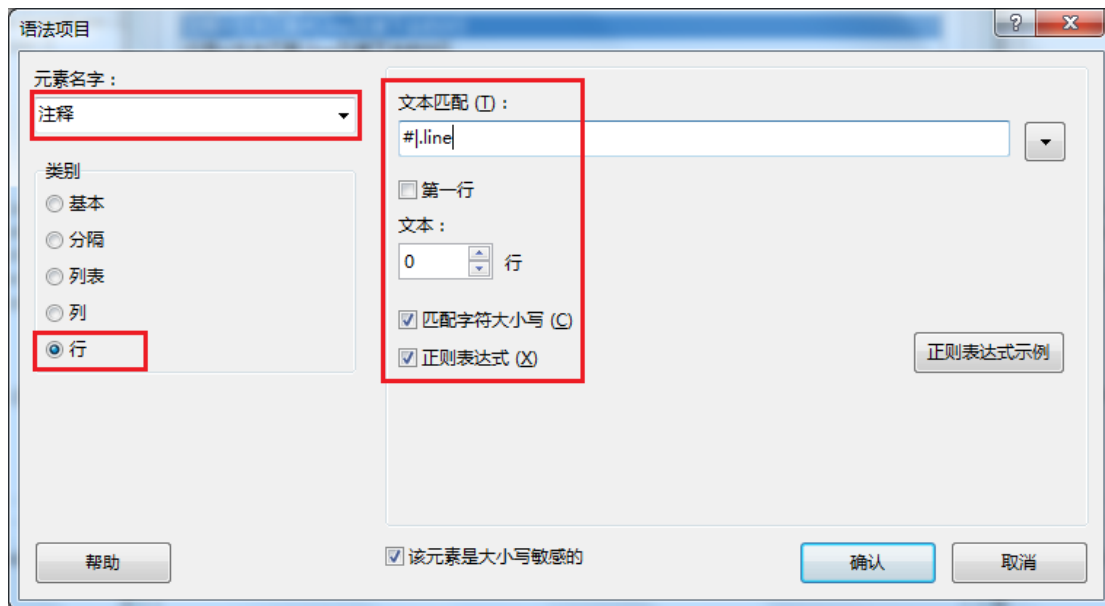 语法项目
元素名字：
注释
类别
基本
分隔
列表
列
行
文本匹配 (T)：
#|.line
第一行
文本：
0 行
匹配字符大小写 (C)
正则表达式 (X)
正则表达式示例
该元素是大小写敏感的
帮助
确认
取消